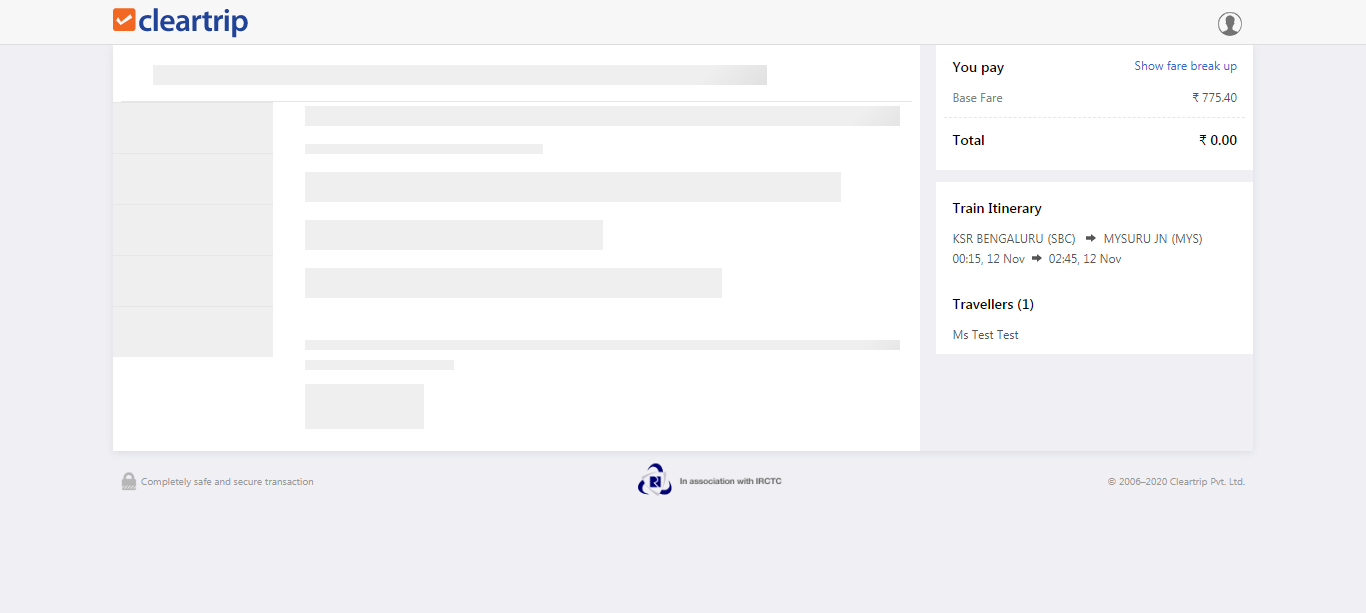 cleartrip
You pay
Show fare break up
Base Fare
₹ 775.40
Total
₹ 0.00
Train Itinerary
KSR BENGALURU (SBC) → MYSURU JN (MYS)
00:15, 12 Nov → 02:45, 12 Nov
Travellers (1)
Ms Test Test
Completely safe and secure transaction
In association with IRCTC
© 2006–2020 Cleartrip Pvt. Ltd.